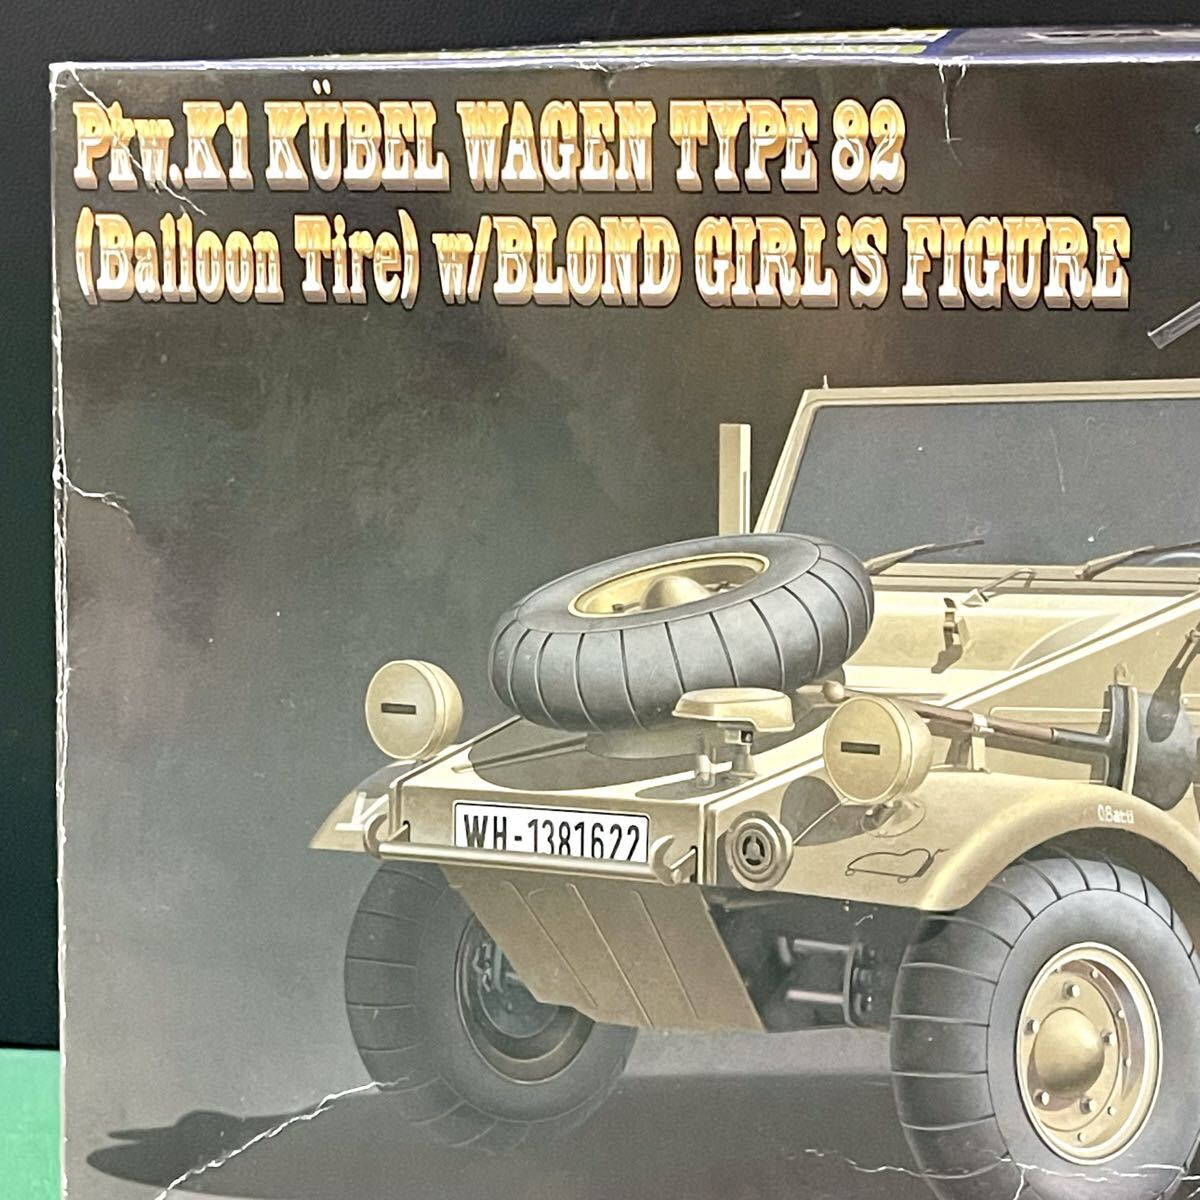 Pkw.K1 KÜBEL WAGEN TYPE 82
(Balloon Tire) w/BLOND GIRL'S FIGURE
WH-1381622